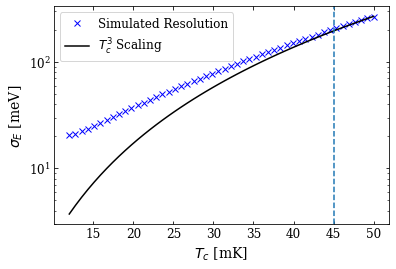 Simulated Resolution
$T_c^3$ Scaling
$\sigma_E$ [meV]
$10^2$
$10^1$
15 20 25 30 35 40 45 50
$T_c$ [mK]